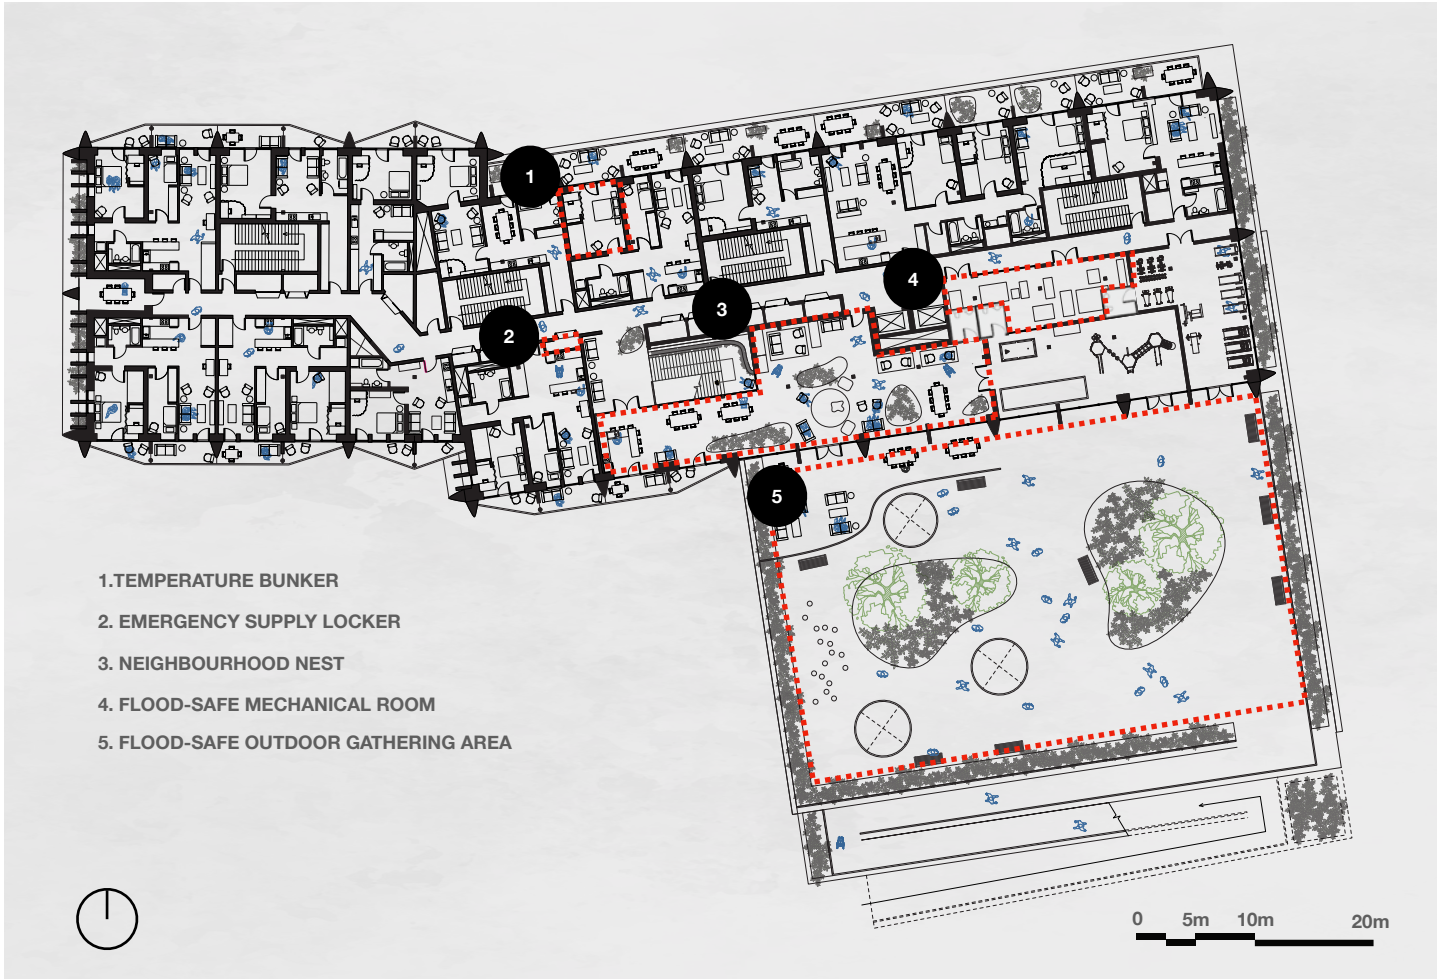 1
2
3
4
5
1.TEMPERATURE BUNKER
2. EMERGENCY SUPPLY LOCKER
3. NEIGHBOURHOOD NEST
4. FLOOD-SAFE MECHANICAL ROOM
5. FLOOD-SAFE OUTDOOR GATHERING AREA
0 5m 10m 20m